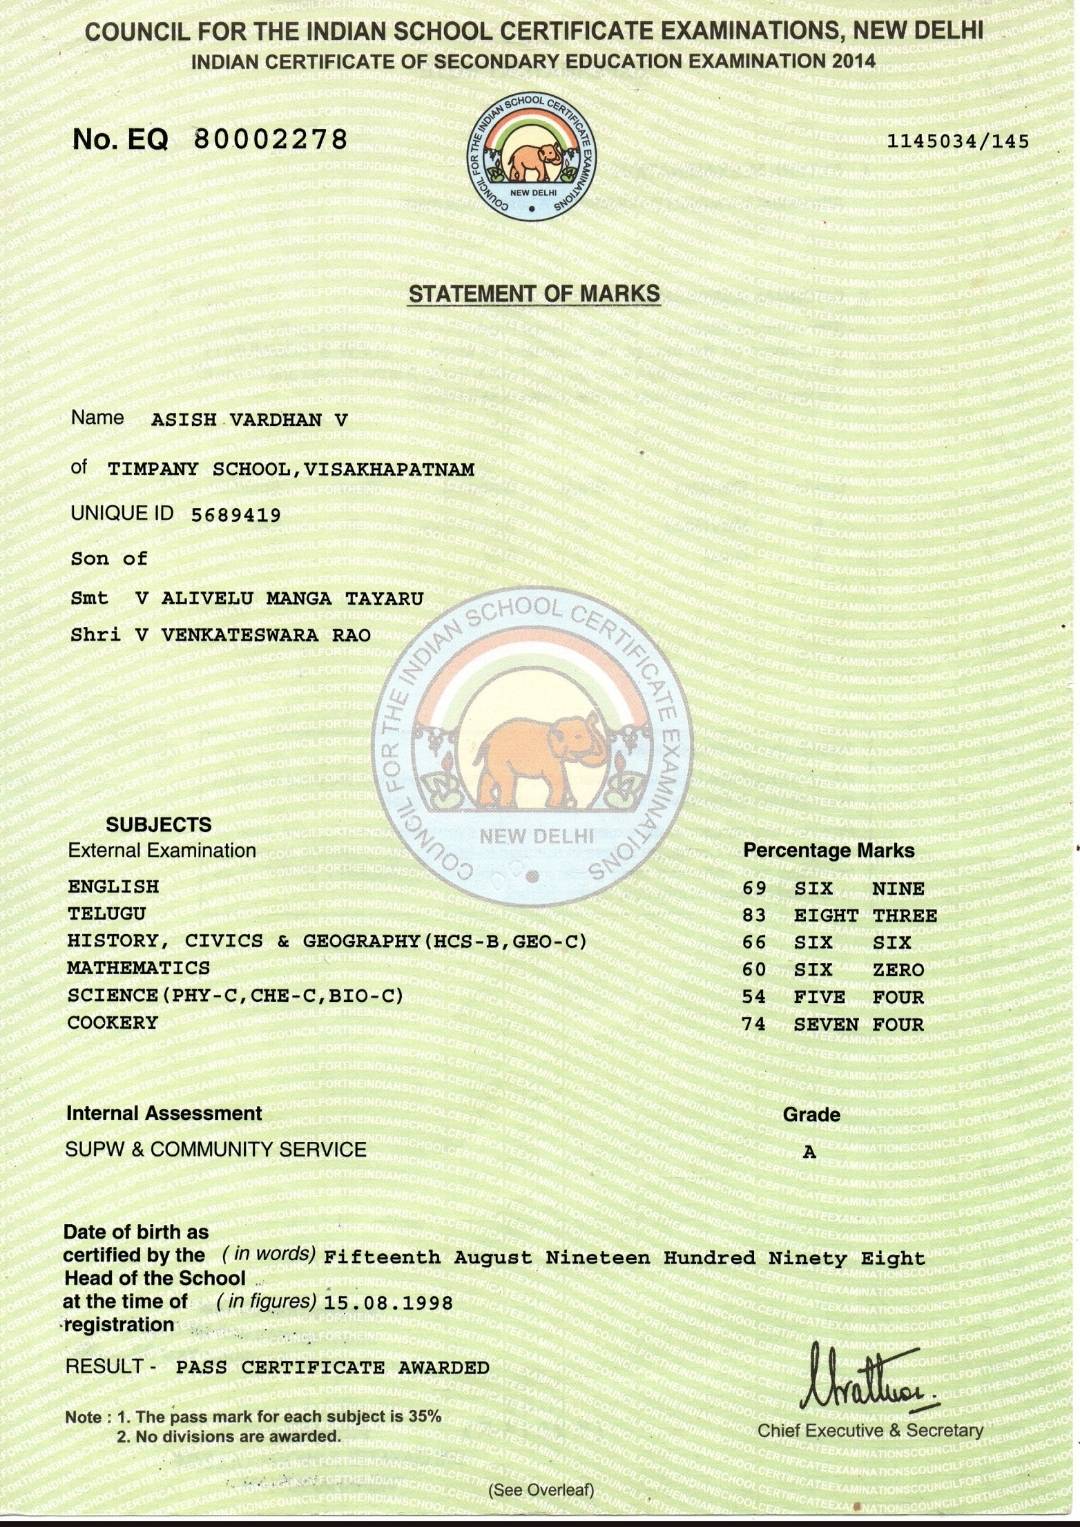 COUNCIL FOR THE INDIAN SCHOOL CERTIFICATE EXAMINATIONS, NEW DELHI
INDIAN CERTIFICATE OF SECONDARY EDUCATION EXAMINATION 2014
No. EQ 80002278
COUNCIL FOR THE INDIAN SCHOOL CERTIFICATE EXAMINATIONS
NEW DELHI
1145034/145
STATEMENT OF MARKS
Name ASISH VARDHAN V
of TIMPANY SCHOOL,VISAKHAPATNAM
UNIQUE ID 5689419
Son of
Smt V ALIVELU MANGA TAYARU
Shri V VENKATESWARA RAO
COUNCIL FOR THE INDIAN SCHOOL CERTIFICATE EXAMINATIONS
NEW DELHI
SUBJECTS
External Examination Percentage Marks
ENGLISH 69 SIX NINE
TELUGU 83 EIGHT THREE
HISTORY, CIVICS & GEOGRAPHY(HCS-B,GEO-C) 66 SIX SIX
MATHEMATICS 60 SIX ZERO
SCIENCE(PHY-C,CHE-C,BIO-C) 54 FIVE FOUR
COOKERY 74 SEVEN FOUR
Internal Assessment Grade
SUPW & COMMUNITY SERVICE A
Date of birth as
certified by the (in words) Fifteenth August Nineteen Hundred Ninety Eight
Head of the School
at the time of (in figures) 15.08.1998
registration
RESULT - PASS CERTIFICATE AWARDED
Note : 1. The pass mark for each subject is 35%
2. No divisions are awarded.
Chief Executive & Secretary
(See Overleaf)